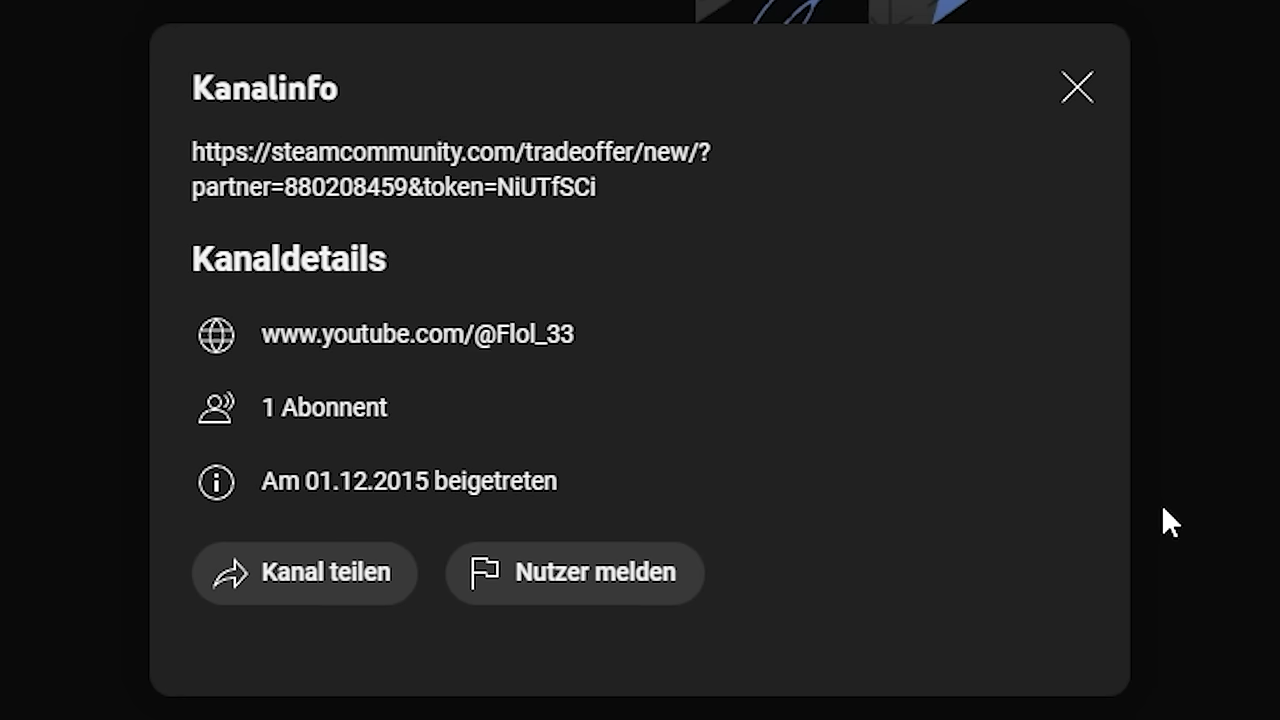 Kanalinfo
https://steamcommunity.com/tradeoffer/new/?
partner=880208459&token=NiUTfSCi
Kanaldetails
www.youtube.com/@Flol_33
1 Abonnent
Am 01.12.2015 beigetreten
Kanal teilen
Nutzer melden